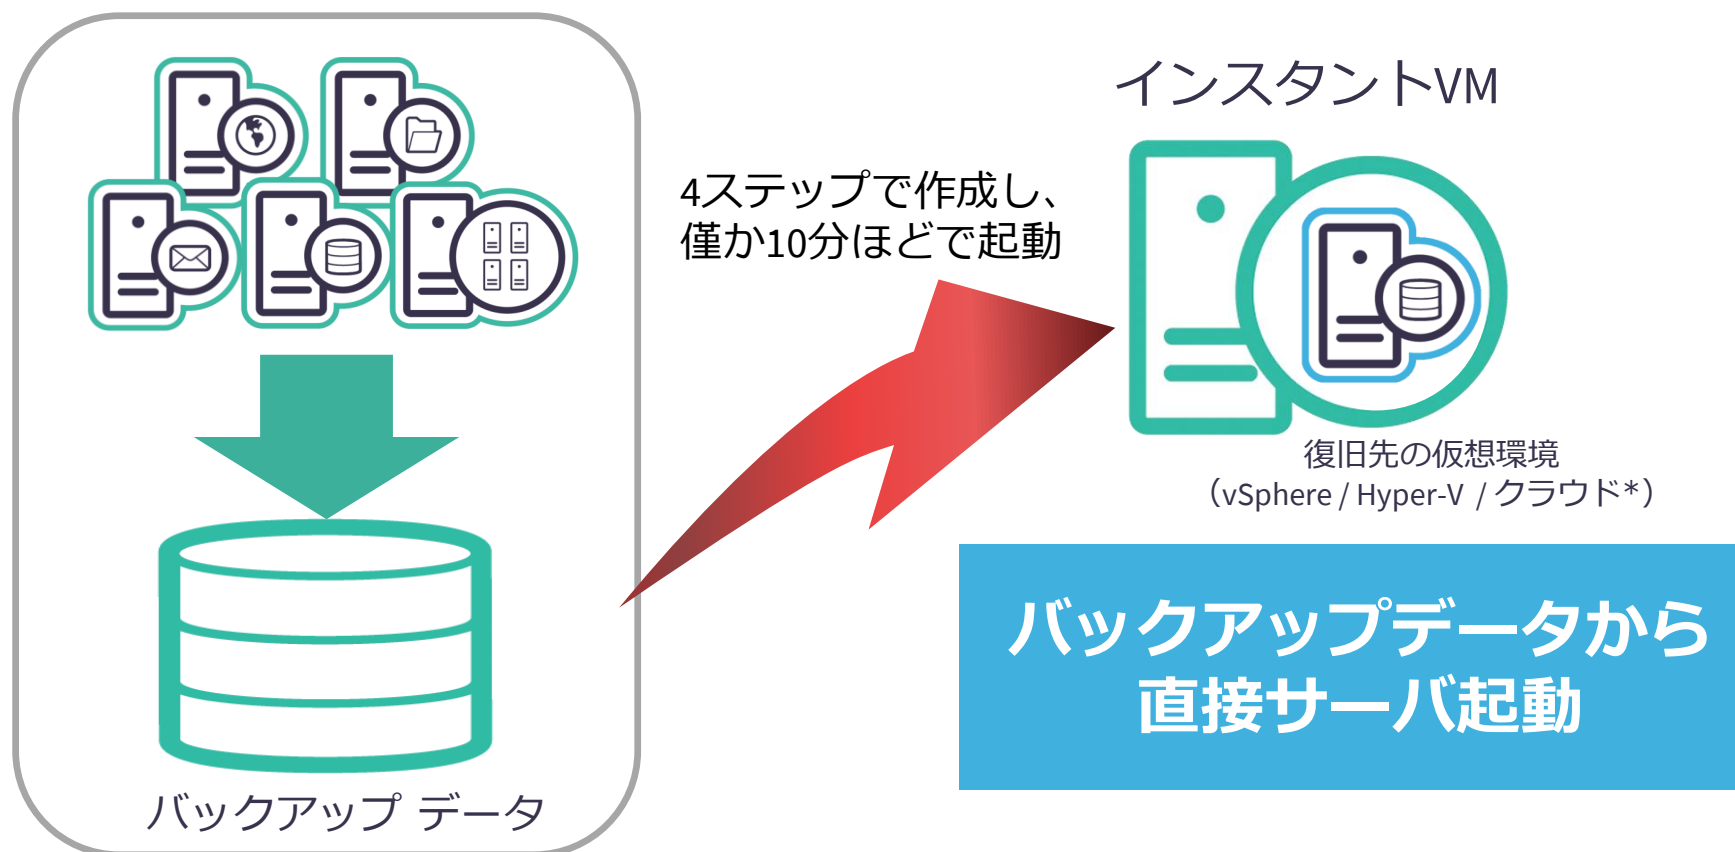 インスタントVM
4ステップで作成し、
僅か10分ほどで起動
復旧先の仮想環境
（vSphere / Hyper-V / クラウド*）
バックアップデータから
直接サーバ起動
バックアップ データ